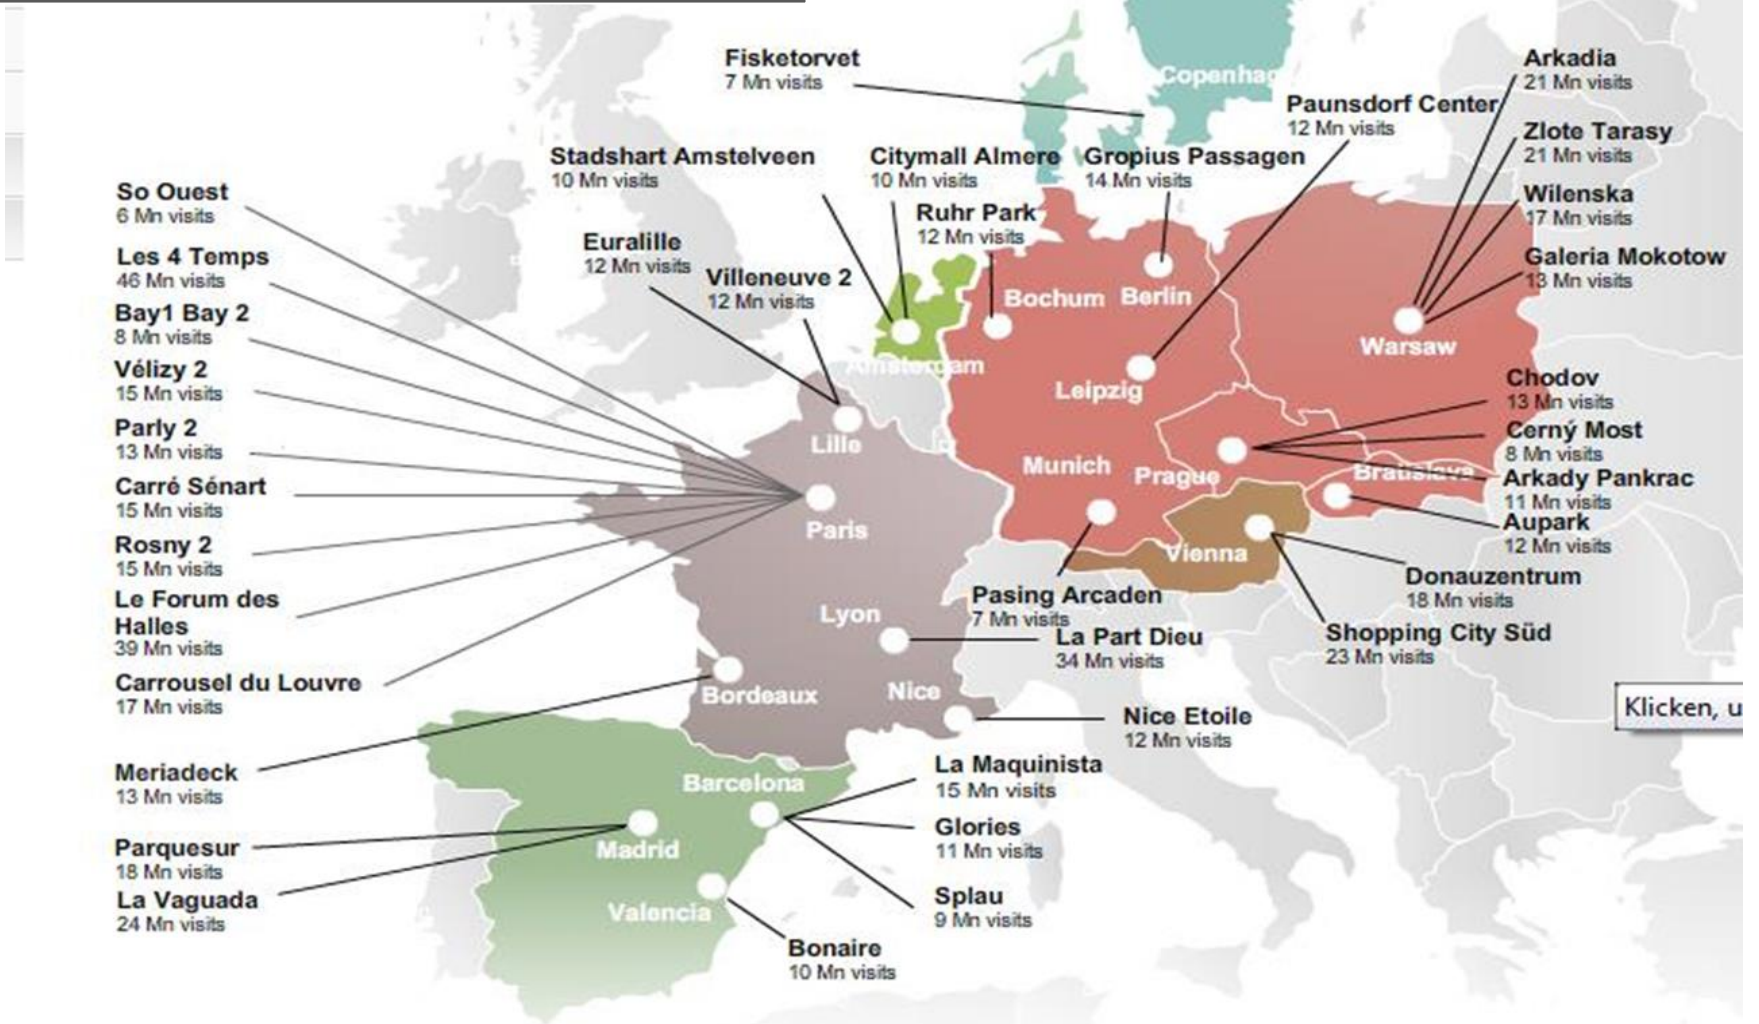 Fisketorvet
7 Mn visits
Arkadia
21 Mn visits
Paunsdorf Center
12 Mn visits
Zlote Tarasy
21 Mn visits
Stadshart Amstelveen
10 Mn visits
Citymall Almere
10 Mn visits
Gropius Passagen
14 Mn visits
Wilenska
17 Mn visits
So Ouest
6 Mn visits
Ruhr Park
12 Mn visits
Euralille
12 Mn visits
Galeria Mokotow
13 Mn visits
Les 4 Temps
46 Mn visits
Villeneuve 2
12 Mn visits
Bay1 Bay 2
8 Mn visits
Vélizy 2
15 Mn visits
Parly 2
13 Mn visits
Carré Sénart
15 Mn visits
Rosny 2
15 Mn visits
Le Forum des
Halles
39 Mn visits
Carrousel du Louvre
17 Mn visits
Meriadeck
13 Mn visits
Parquesur
18 Mn visits
La Vaguada
24 Mn visits
Copenhag
Bochum
Berlin
Warsaw
Amsterdam
Leipzig
Lille
Munich
Prague
Bratislava
Paris
Vienna
Lyon
Bordeaux
Nice
Barcelona
Madrid
Valencia
Chodov
13 Mn visits
Cerný Most
8 Mn visits
Arkady Pankrac
11 Mn visits
Aupark
12 Mn visits
Donauzentrum
18 Mn visits
Shopping City Süd
23 Mn visits
Pasing Arcaden
7 Mn visits
La Part Dieu
34 Mn visits
Nice Etoile
12 Mn visits
La Maquinista
15 Mn visits
Glories
11 Mn visits
Splau
9 Mn visits
Bonaire
10 Mn visits
Klicken, u